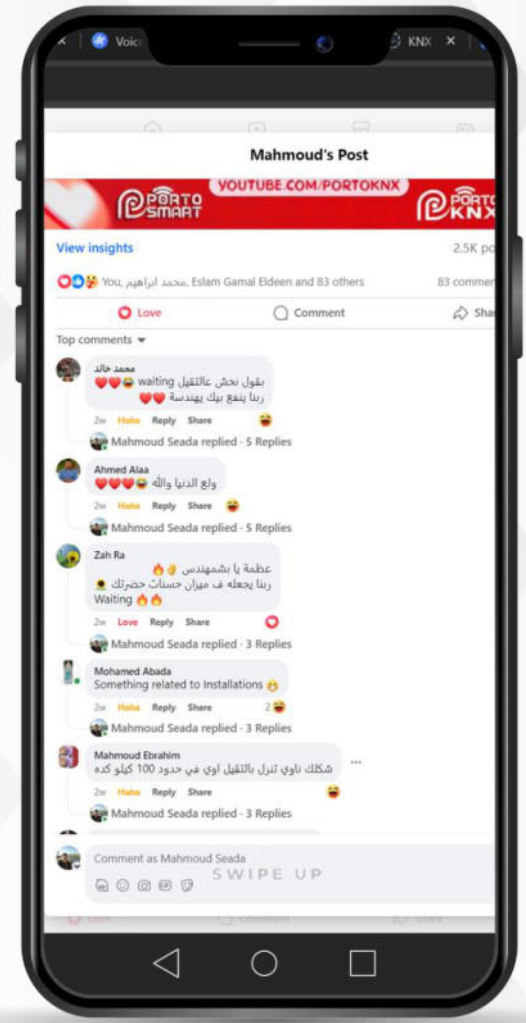 Voice
KNX
Mahmoud's Post
PORTO
SMART
YOUTUBE.COM/PORTOKNX
PORTO
KNX
View insights
2.5K
You, محمد ابراهيم, Eslam Gamal Eldeen and 83 others
83
Love
Comment
Top comments
محمد خالد
بقول نخش عالتقيل waiting 😂❤️❤️
ربنا ينفع بيك يهندسة ❤️❤️
2w Haha Reply Share
Mahmoud Seada replied · 5 Replies
Ahmed Alaa
ولع الدنيا والله 😂❤️❤️❤️
2w Haha Reply Share
Mahmoud Seada replied · 5 Replies
Zah Ra
عظمة يا بشمهندس ✌️🔥
ربنا يجعله ف ميزان حسنات حضرتك 🌻
Waiting 🔥🔥
2w Love Reply Share
Mahmoud Seada replied · 3 Replies
Mohamed Abada
Something related to Installations 😁
2w Haha Reply Share 2
Mahmoud Seada replied · 3 Replies
Mahmoud Ebrahim
شكلك ناوي تنزل بالتقيل اوي في حدود 100 كيلو كده
2w Haha Reply Share
Mahmoud Seada replied · 3 Replies
Comment as Mahmoud Seada
SWIPE UP